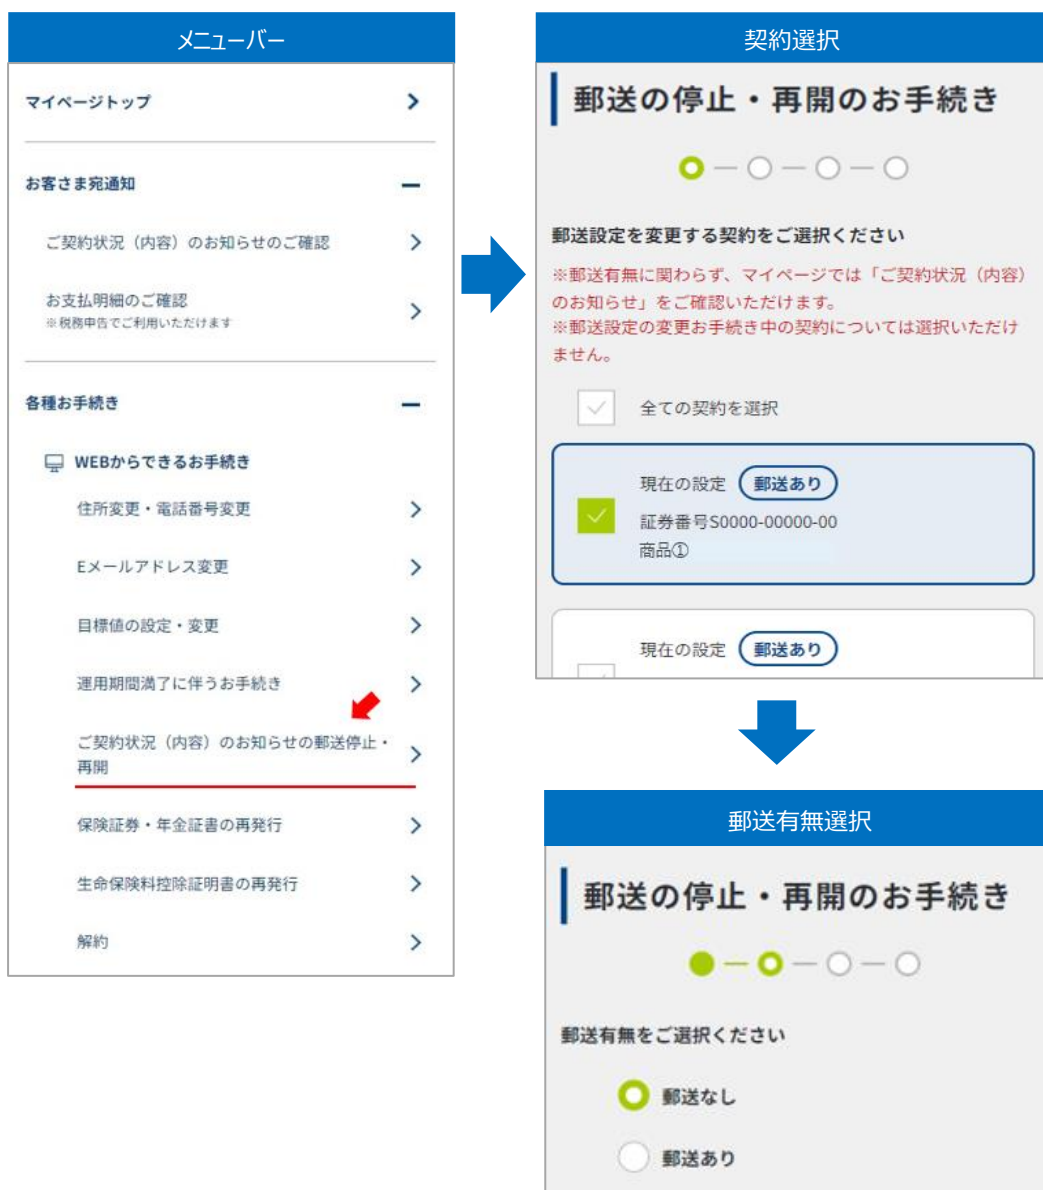 メニューバー
マイページトップ
お客さま宛通知
ご契約状況（内容）のお知らせのご確認
お支払明細のご確認
※税務申告でご利用いただけます
各種お手続き
WEBからできるお手続き
住所変更・電話番号変更
Eメールアドレス変更
目標値の設定・変更
運用期間満了に伴うお手続き
ご契約状況（内容）のお知らせの郵送停止・
再開
保険証券・年金証書の再発行
生命保険料控除証明書の再発行
解約
契約選択
郵送の停止・再開のお手続き
郵送設定を変更する契約をご選択ください
※郵送有無に関わらず、マイページでは「ご契約状況（内容）
のお知らせ」をご確認いただけます。
※郵送設定の変更お手続き中の契約については選択いただけ
ません。
全ての契約を選択
現在の設定 郵送あり
証券番号S0000-00000-00
商品①
現在の設定 郵送あり
郵送有無選択
郵送の停止・再開のお手続き
郵送有無をご選択ください
郵送なし
郵送あり